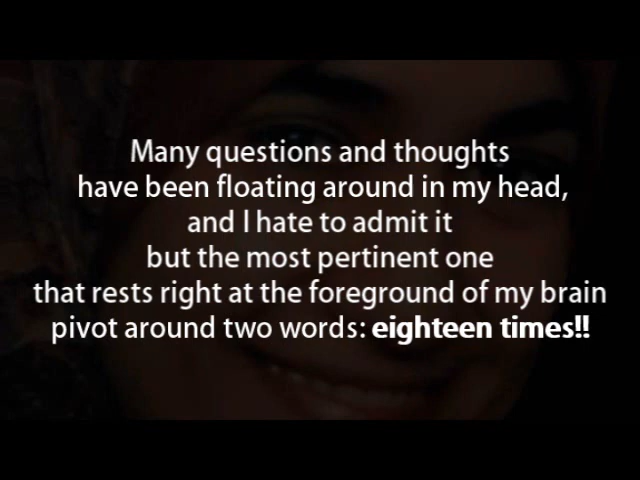 Many questions and thoughts
have been floating around in my head,
and I hate to admit it
but the most pertinent one
that rests right at the foreground of my brain
pivot around two words: eighteen times!!